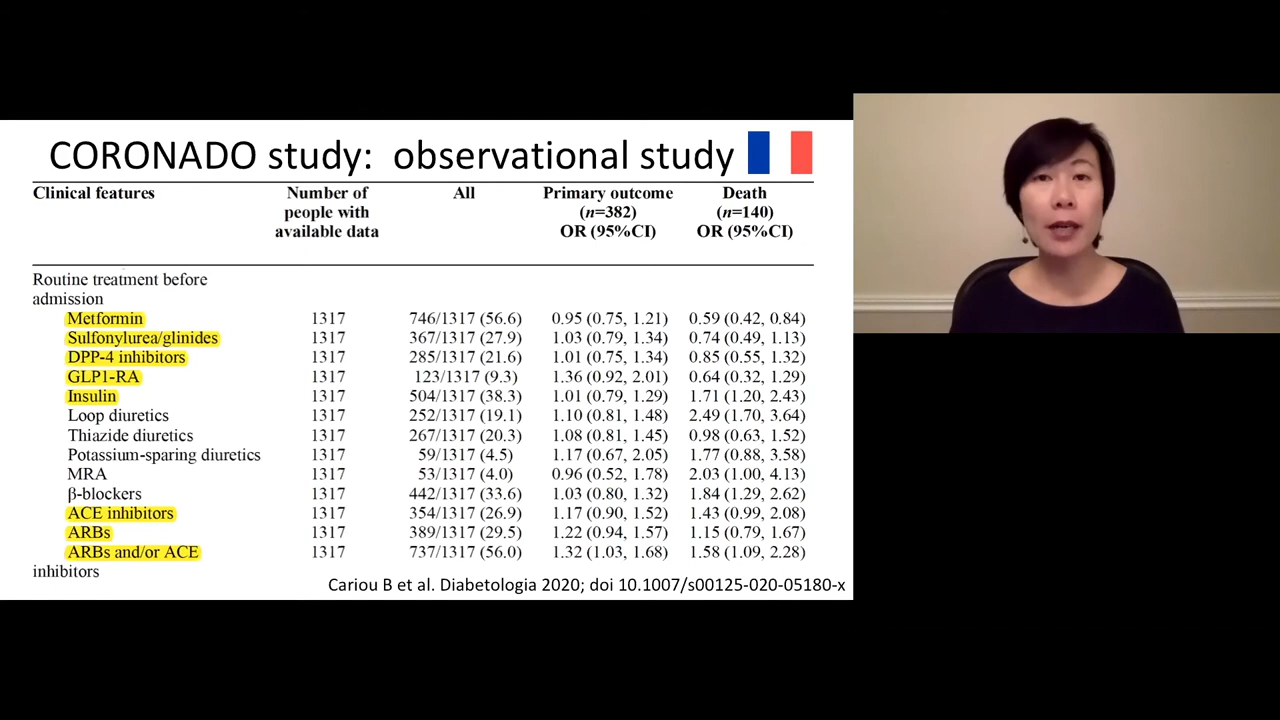 CORONADO study: observational study
Clinical features Number of people with available data All Primary outcome (n=382) OR (95%CI) Death (n=140) OR (95%CI)
Routine treatment before
admission
Metformin 1317 746/1317 (56.6) 0.95 (0.75, 1.21) 0.59 (0.42, 0.84)
Sulfonylurea/glinides 1317 367/1317 (27.9) 1.03 (0.79, 1.34) 0.74 (0.49, 1.13)
DPP-4 inhibitors 1317 285/1317 (21.6) 1.01 (0.75, 1.34) 0.85 (0.55, 1.32)
GLP1-RA 1317 123/1317 (9.3) 1.36 (0.92, 2.01) 0.64 (0.32, 1.29)
Insulin 1317 504/1317 (38.3) 1.01 (0.79, 1.29) 1.71 (1.20, 2.43)
Loop diuretics 1317 252/1317 (19.1) 1.10 (0.81, 1.48) 2.49 (1.70, 3.64)
Thiazide diuretics 1317 267/1317 (20.3) 1.08 (0.81, 1.45) 0.98 (0.63, 1.52)
Potassium-sparing diuretics 1317 59/1317 (4.5) 1.17 (0.67, 2.05) 1.77 (0.88, 3.58)
MRA 1317 53/1317 (4.0) 0.96 (0.52, 1.78) 2.03 (1.00, 4.13)
β-blockers 1317 442/1317 (33.6) 1.03 (0.80, 1.32) 1.84 (1.29, 2.62)
ACE inhibitors 1317 354/1317 (26.9) 1.17 (0.90, 1.52) 1.43 (0.99, 2.08)
ARBs 1317 389/1317 (29.5) 1.22 (0.94, 1.57) 1.15 (0.79, 1.67)
ARBs and/or ACE 1317 737/1317 (56.0) 1.32 (1.03, 1.68) 1.58 (1.09, 2.28)
inhibitors
Cariou B et al. Diabetologia 2020; doi 10.1007/s00125-020-05180-x